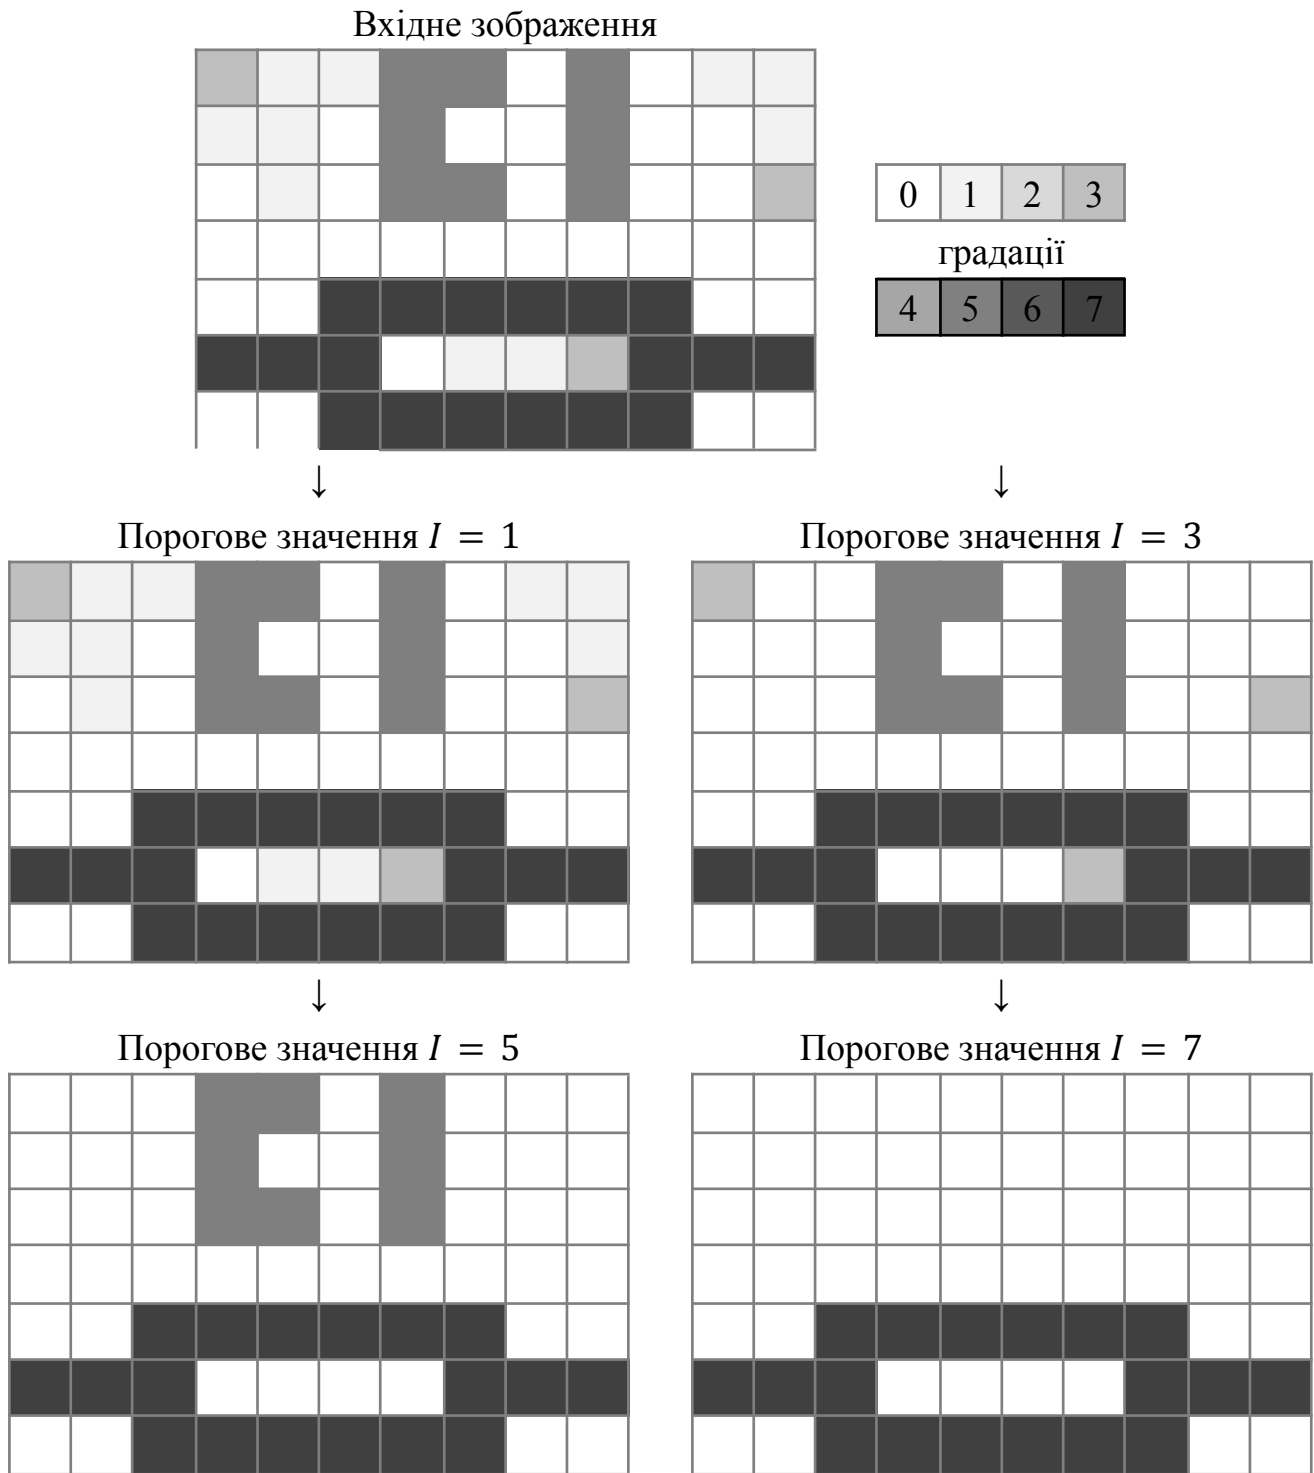 Вхідне зображення
0 1 2 3
градації
4 5 6 7
↓ ↓
Порогове значення I = 1 Порогове значення I = 3
↓ ↓
Порогове значення I = 5 Порогове значення I = 7